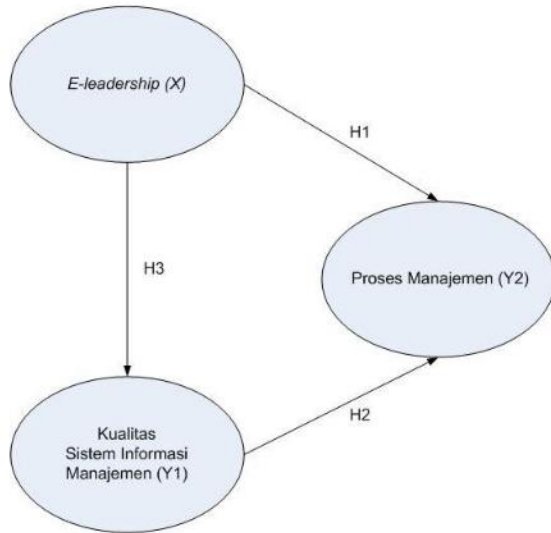 E-leadership (X)
H1
Proses Manajemen (Y2)
H3
H2
Kualitas
Sistem Informasi
Manajemen (Y1)